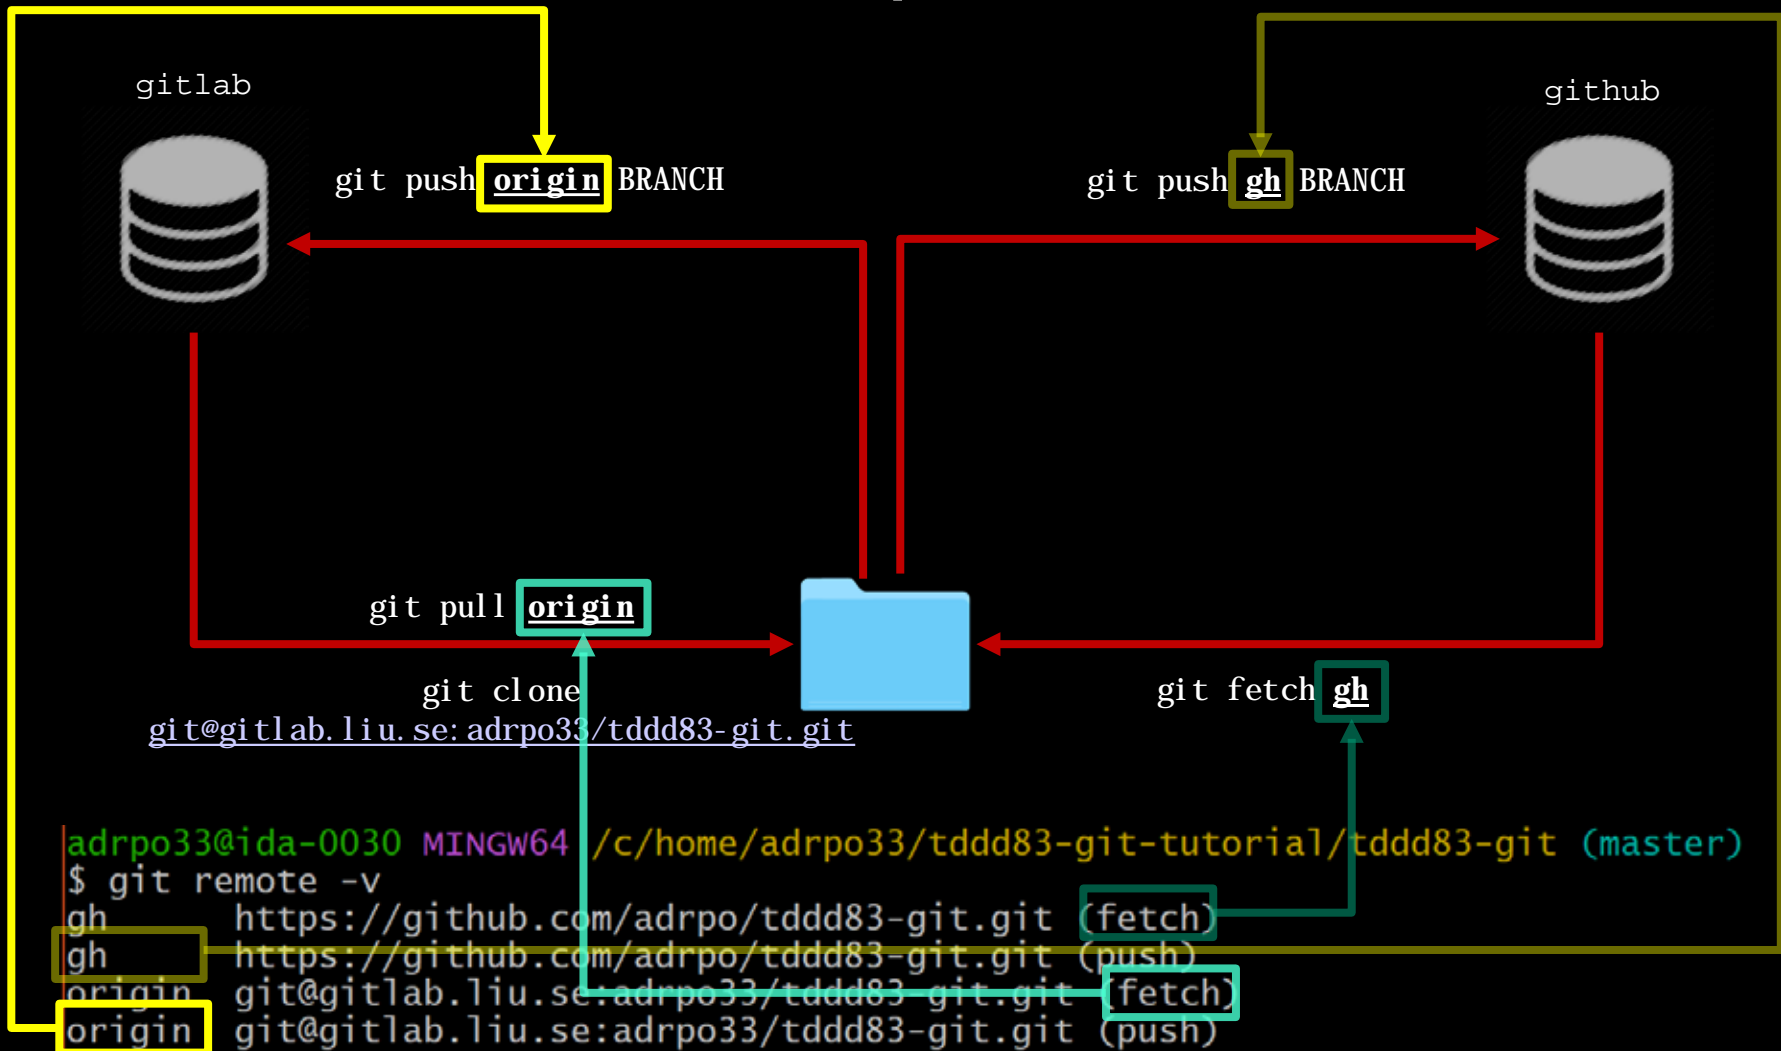 gitlab
github
git push origin BRANCH
git push gh BRANCH
git pull origin
git clone
git@gitlab.liu.se:adrpo33/tddd83-git.git
git fetch gh
adrpo33@ida-0030 MINGW64 /c/home/adrpo33/tddd83-git-tutorial/tddd83-git (master)
$ git remote -v
gh https://github.com/adrpo/tddd83-git.git (fetch)
gh https://github.com/adrpo/tddd83-git.git (push)
origin git@gitlab.liu.se:adrpo33/tddd83-git.git (fetch)
origin git@gitlab.liu.se:adrpo33/tddd83-git.git (push)